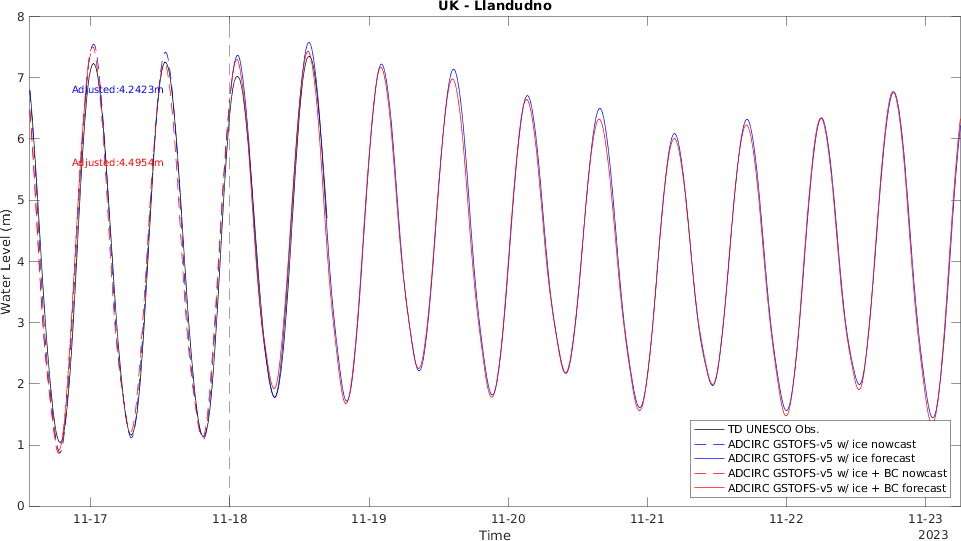 UK - Llandudno
8
7
6
5
4
3
2
1
0
Water Level (m)
Adjusted:4.2423m
Adjusted:4.4954m
TD UNESCO Obs.
ADCIRC GSTOFS-v5 w/ ice nowcast
ADCIRC GSTOFS-v5 w/ ice forecast
ADCIRC GSTOFS-v5 w/ ice + BC nowcast
ADCIRC GSTOFS-v5 w/ ice + BC forecast
11-17 11-18 11-19 11-20 11-21 11-22 11-23
Time 2023